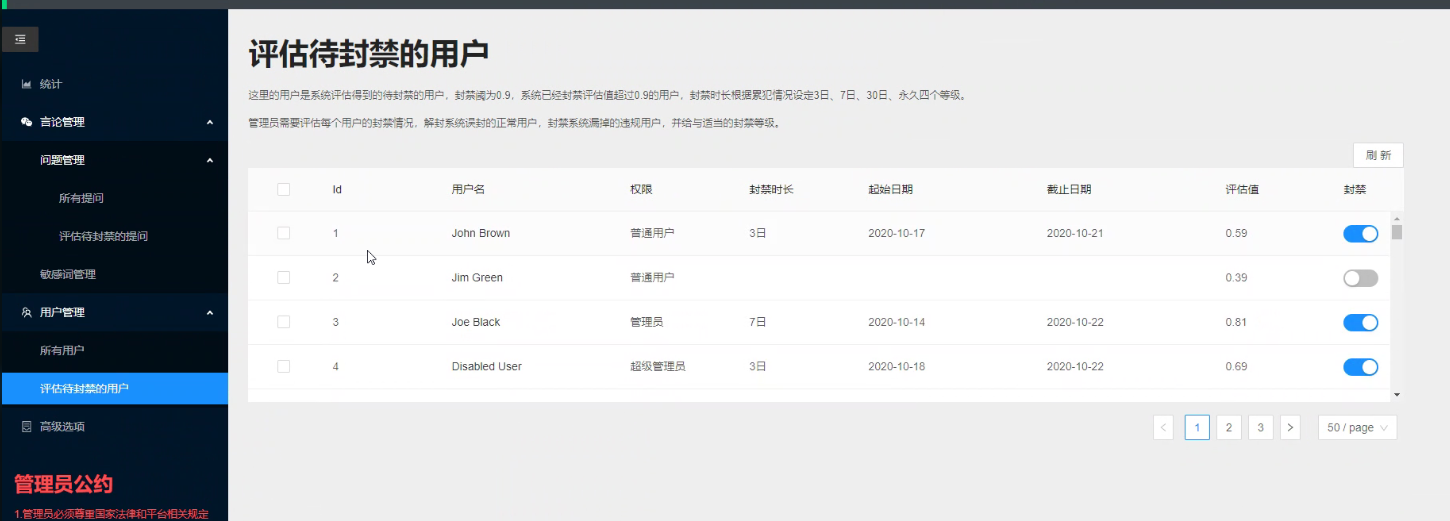 统计
言论管理
问题管理
所有提问
评估待封禁的提问
敏感词管理
用户管理
所有用户
评估待封禁的用户
高级选项
管理员公约
1.管理员必须尊重国家法律和平台相关规定
评估待封禁的用户
这里的用户是系统评估得到的待封禁的用户，封禁阈为0.9，系统已经封禁评估值超过0.9的用户，封禁时长根据累犯情况设定3日、7日、30日、永久四个等级。
管理员需要评估每个用户的封禁情况，解封系统误封的正常用户，封禁系统漏掉的违规用户，并给与适当的封禁等级。
刷 新
Id 用户名 权限 封禁时长 起始日期 截止日期 评估值 封禁
1 John Brown 普通用户 3日 2020-10-17 2020-10-21 0.59
2 Jim Green 普通用户 0.39
3 Joe Black 管理员 7日 2020-10-14 2020-10-22 0.81
4 Disabled User 超级管理员 3日 2020-10-18 2020-10-22 0.69
1 2 3 50 / page